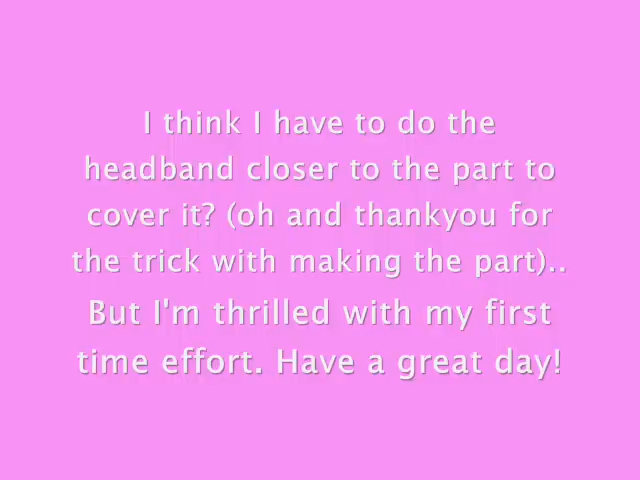 I think I have to do the
headband closer to the part to
cover it? (oh and thankyou for
the trick with making the part)..
But I'm thrilled with my first
time effort. Have a great day!